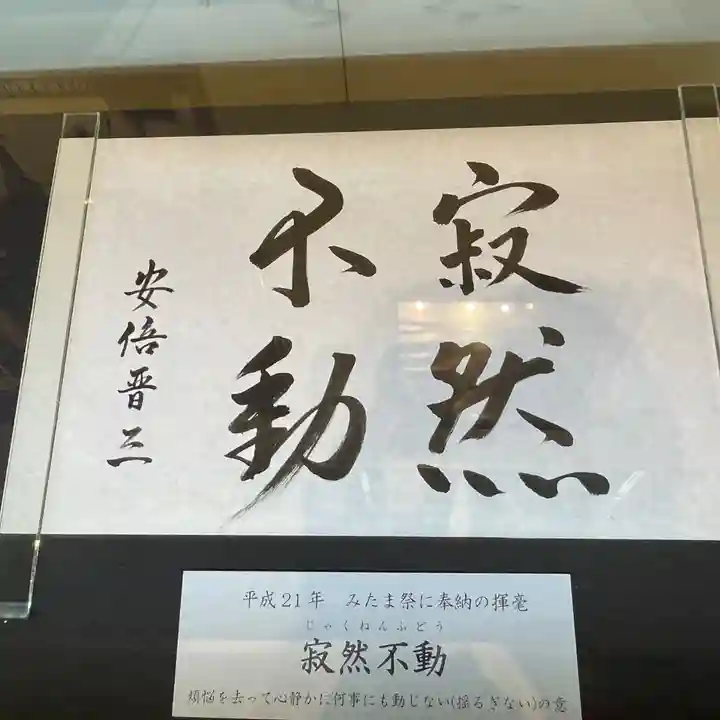 寂然
不動
安倍晋三
平成21年 みたま祭に奉納の揮毫
じゃくねんふどう
寂然不動
煩悩を去って心静かに何事にも動じない(揺るぎない)の意